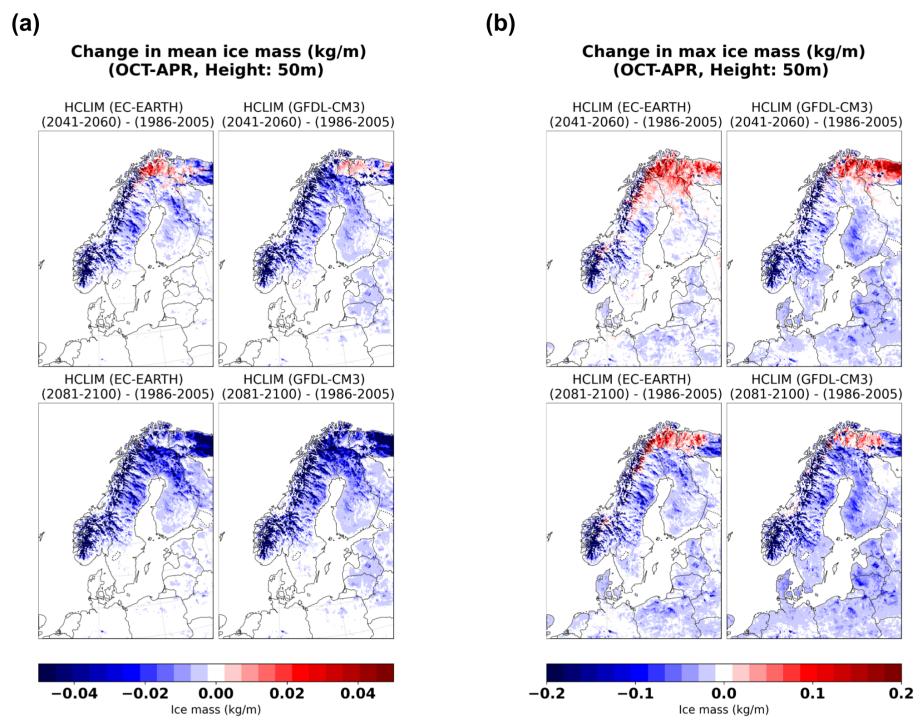 (a)
Change in mean ice mass (kg/m)
(OCT-APR, Height: 50m)
HCLIM (EC-EARTH)
(2041-2060) - (1986-2005)
HCLIM (GFDL-CM3)
(2041-2060) - (1986-2005)
HCLIM (EC-EARTH)
(2081-2100) - (1986-2005)
HCLIM (GFDL-CM3)
(2081-2100) - (1986-2005)
−0.04 −0.02 0.00 0.02 0.04
Ice mass (kg/m)
(b)
Change in max ice mass (kg/m)
(OCT-APR, Height: 50m)
HCLIM (EC-EARTH)
(2041-2060) - (1986-2005)
HCLIM (GFDL-CM3)
(2041-2060) - (1986-2005)
HCLIM (EC-EARTH)
(2081-2100) - (1986-2005)
HCLIM (GFDL-CM3)
(2081-2100) - (1986-2005)
−0.2 −0.1 0.0 0.1 0.2
Ice mass (kg/m)